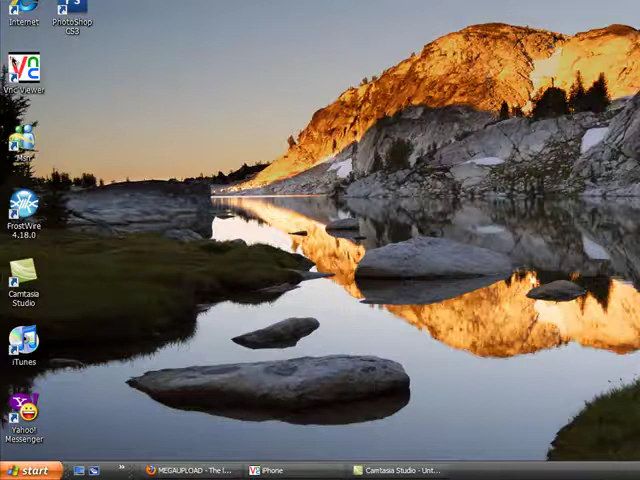 Internet
PhotoShop
CS3
Vnc Viewer
Msn
FrostWire
4.18.0
Camtasia
Studio
iTunes
Yahoo!
Messenger
start
MEGAUPLOAD - The l...
iPhone
Camtasia Studio - Unt...